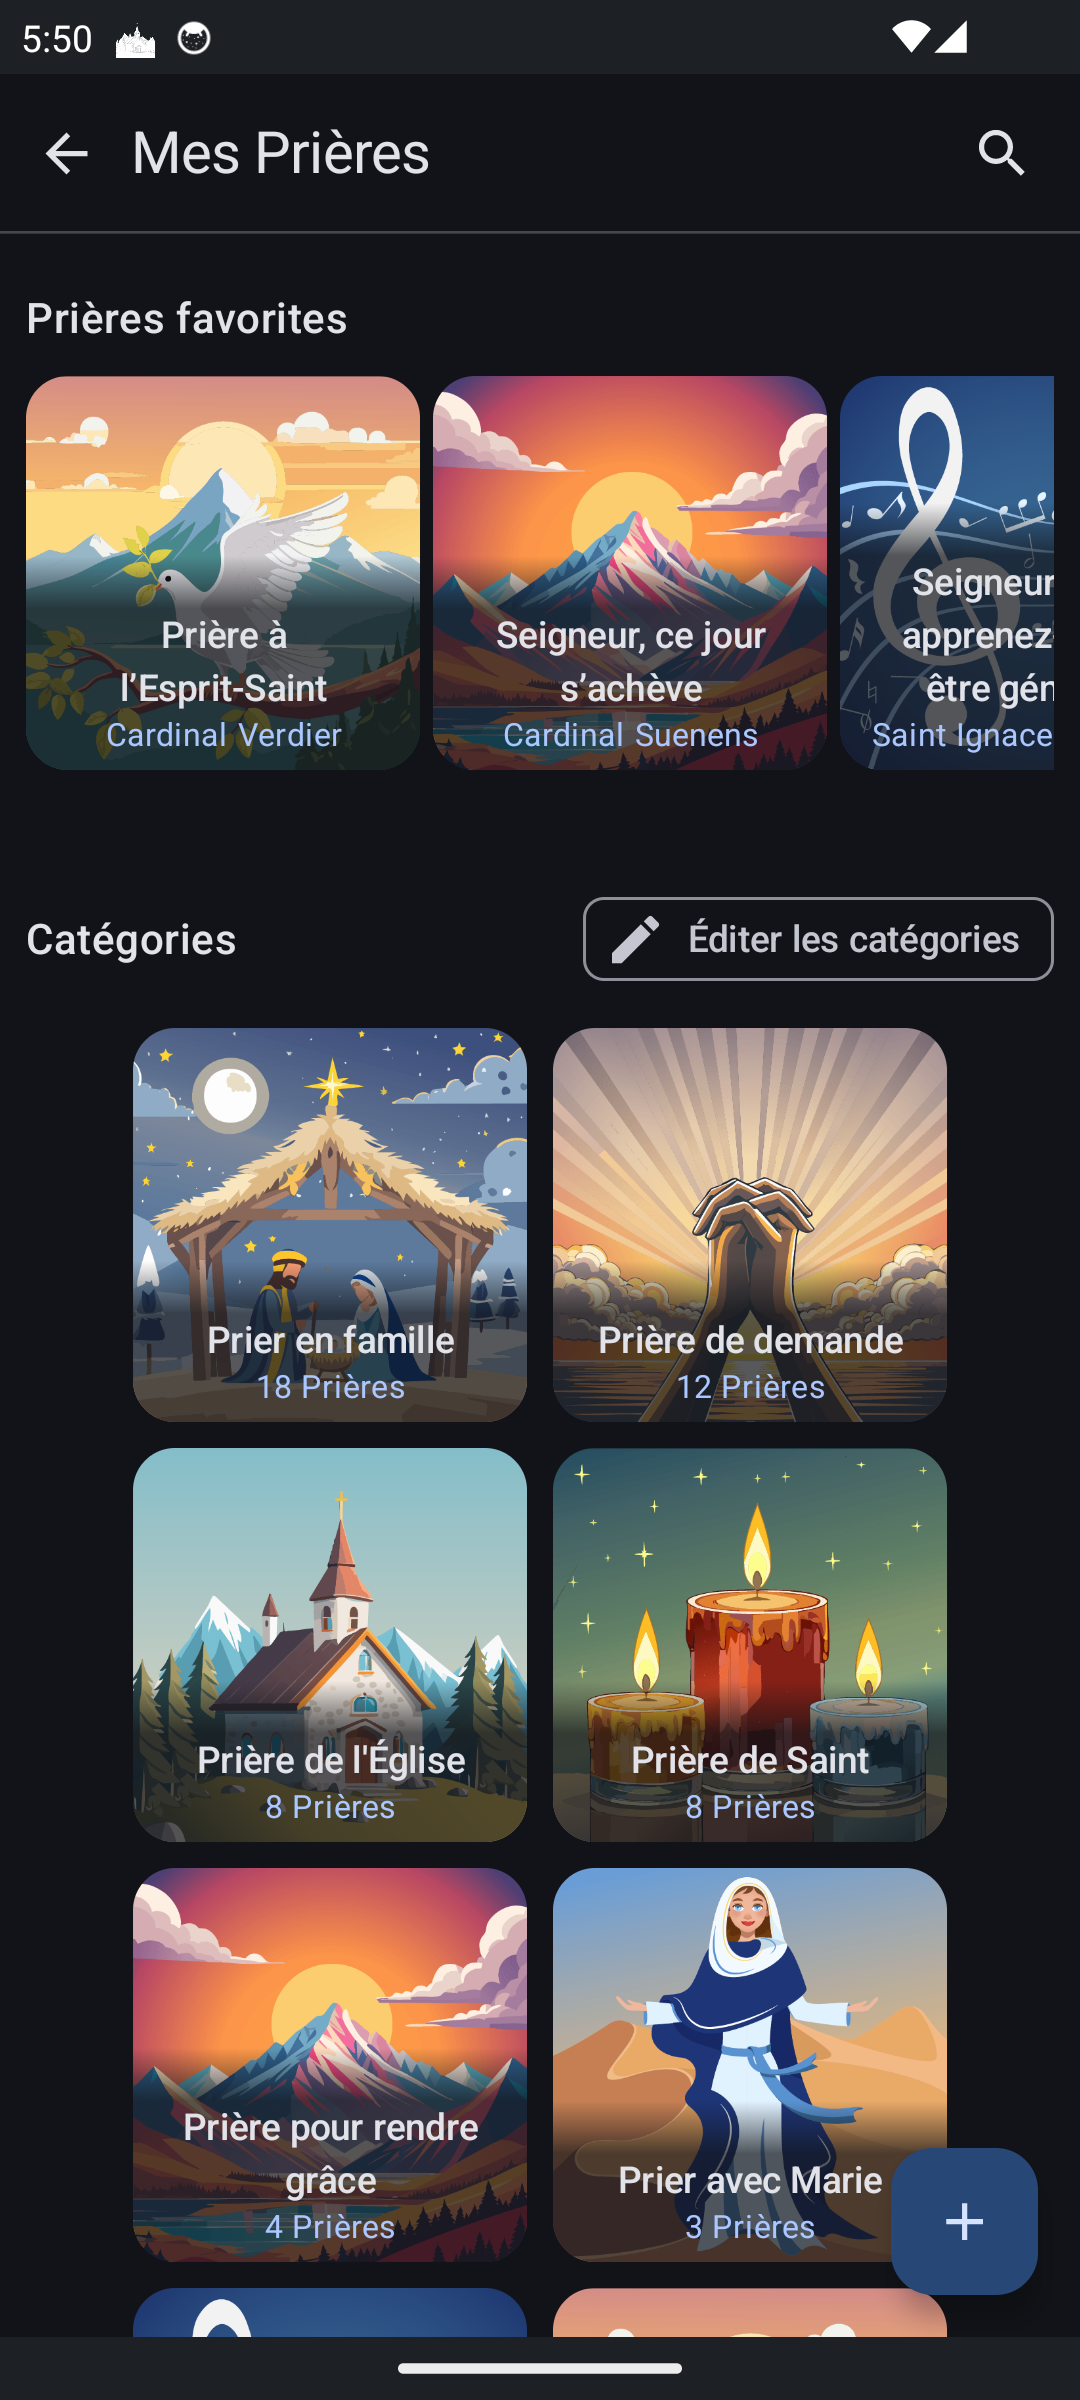 5:50
Mes Prières
Prières favorites
Prière à
l’Esprit-Saint
Cardinal Verdier
Seigneur, ce jour
s’achève
Cardinal Suenens
Seigneur
apprenez
être gén
Saint Ignace
Catégories
Éditer les catégories
Prier en famille
18 Prières
Prière de demande
12 Prières
Prière de l'Église
8 Prières
Prière de Saint
8 Prières
Prière pour rendre
grâce
4 Prières
Prier avec Marie
3 Prières